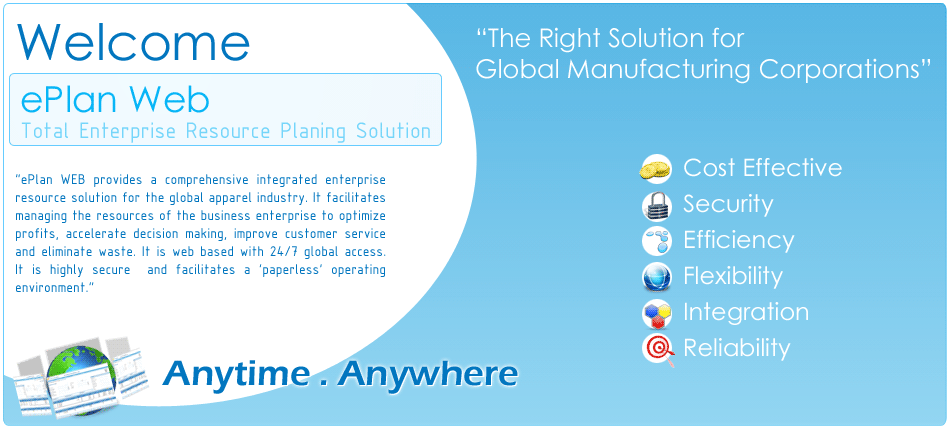 Welcome
ePlan Web
Total Enterprise Resource Planing Solution
“ePlan WEB provides a comprehensive integrated enterprise
resource solution for the global apparel industry. It facilitates
managing the resources of the business enterprise to optimize
profits, accelerate decision making, improve customer service
and eliminate waste. It is web based with 24/7 global access.
It is highly secure and facilitates a ‘paperless’ operating
environment.“
Anytime . Anywhere
“The Right Solution for
Global Manufacturing Corporations”
Cost Effective
Security
Efficiency
Flexibility
Integration
Reliability